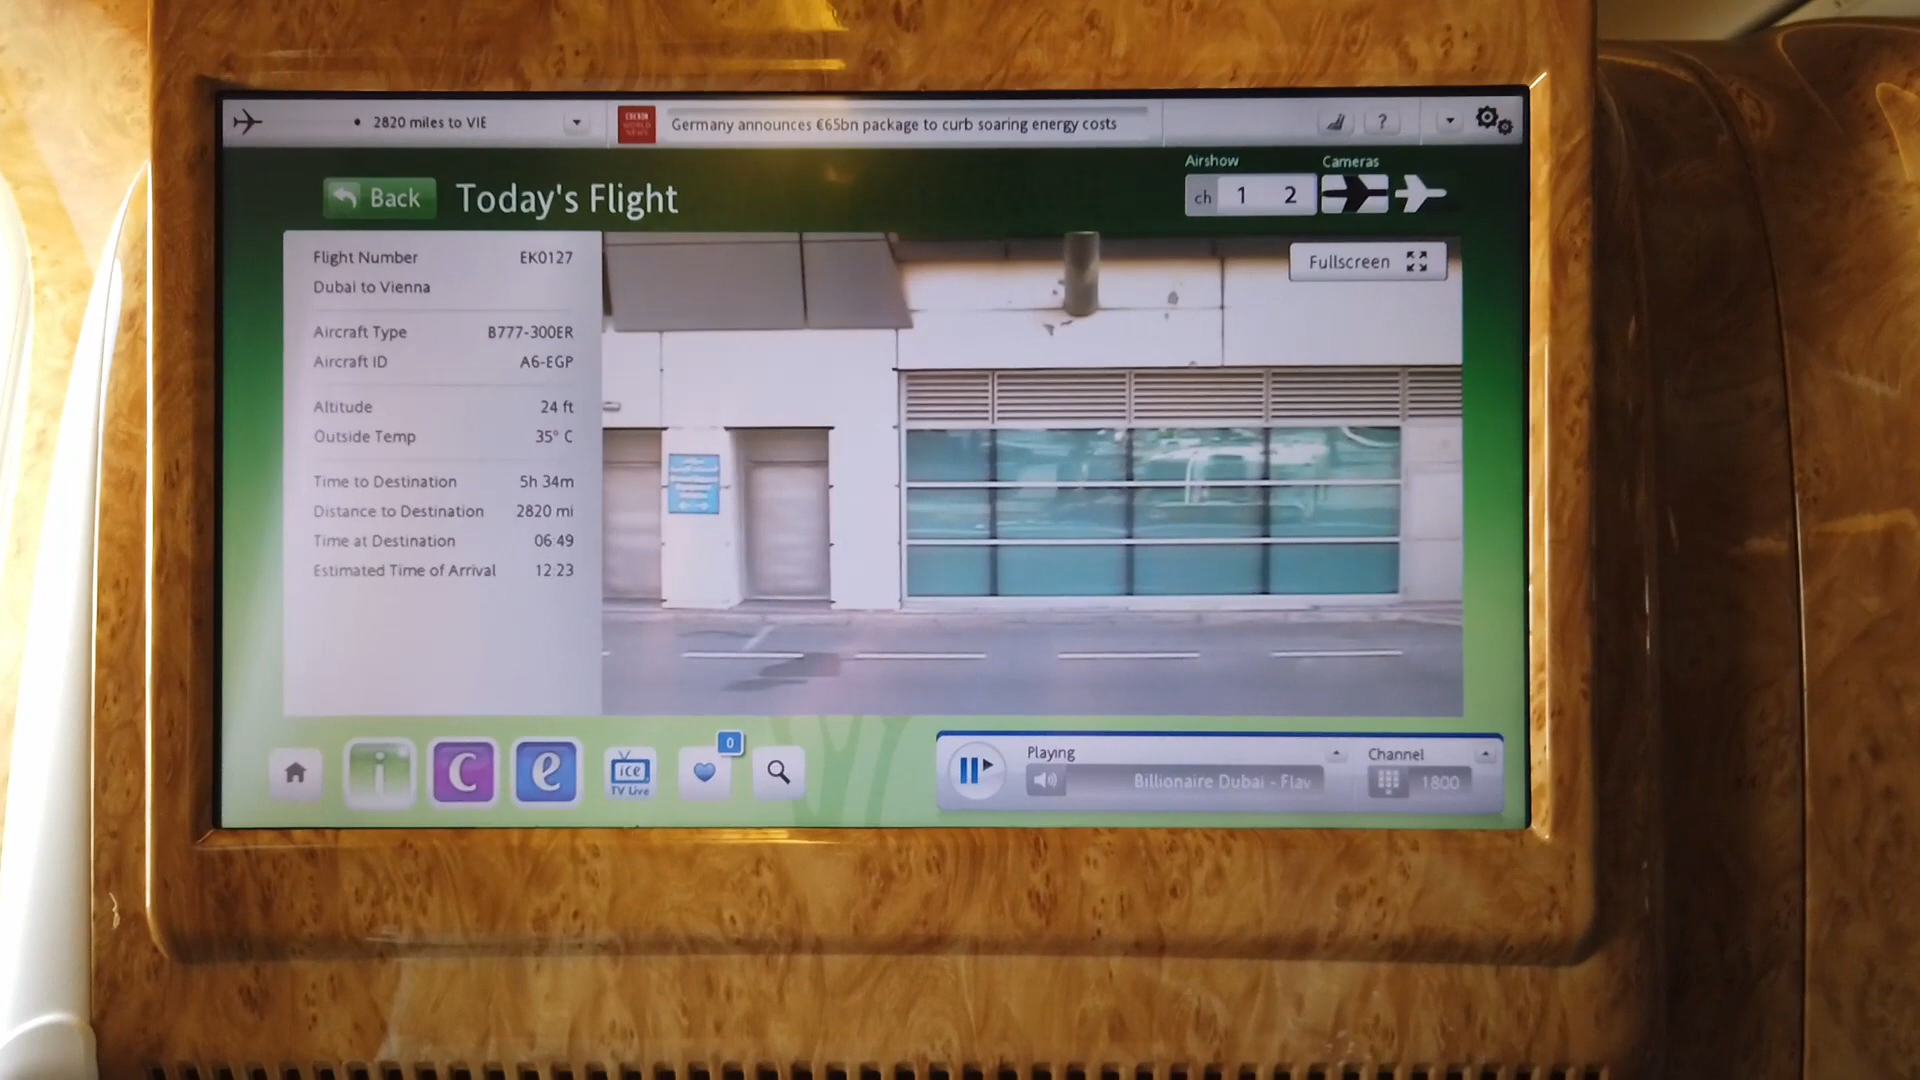 2820 miles to VIE
BBC
WORLD
NEWS
Germany announces €65bn package to curb soaring energy costs
?
Back
Today's Flight
Airshow
ch 1 2
Cameras
Fullscreen
Flight Number EK0127
Dubai to Vienna
Aircraft Type B777-300ER
Aircraft ID A6-EGP
Altitude 24 ft
Outside Temp 35° C
Time to Destination 5h 34m
Distance to Destination 2820 mi
Time at Destination 06:49
Estimated Time of Arrival 12:23
i
C
e
ice
TV Live
0
Playing
Billionaire Dubai - Flav
Channel
1800